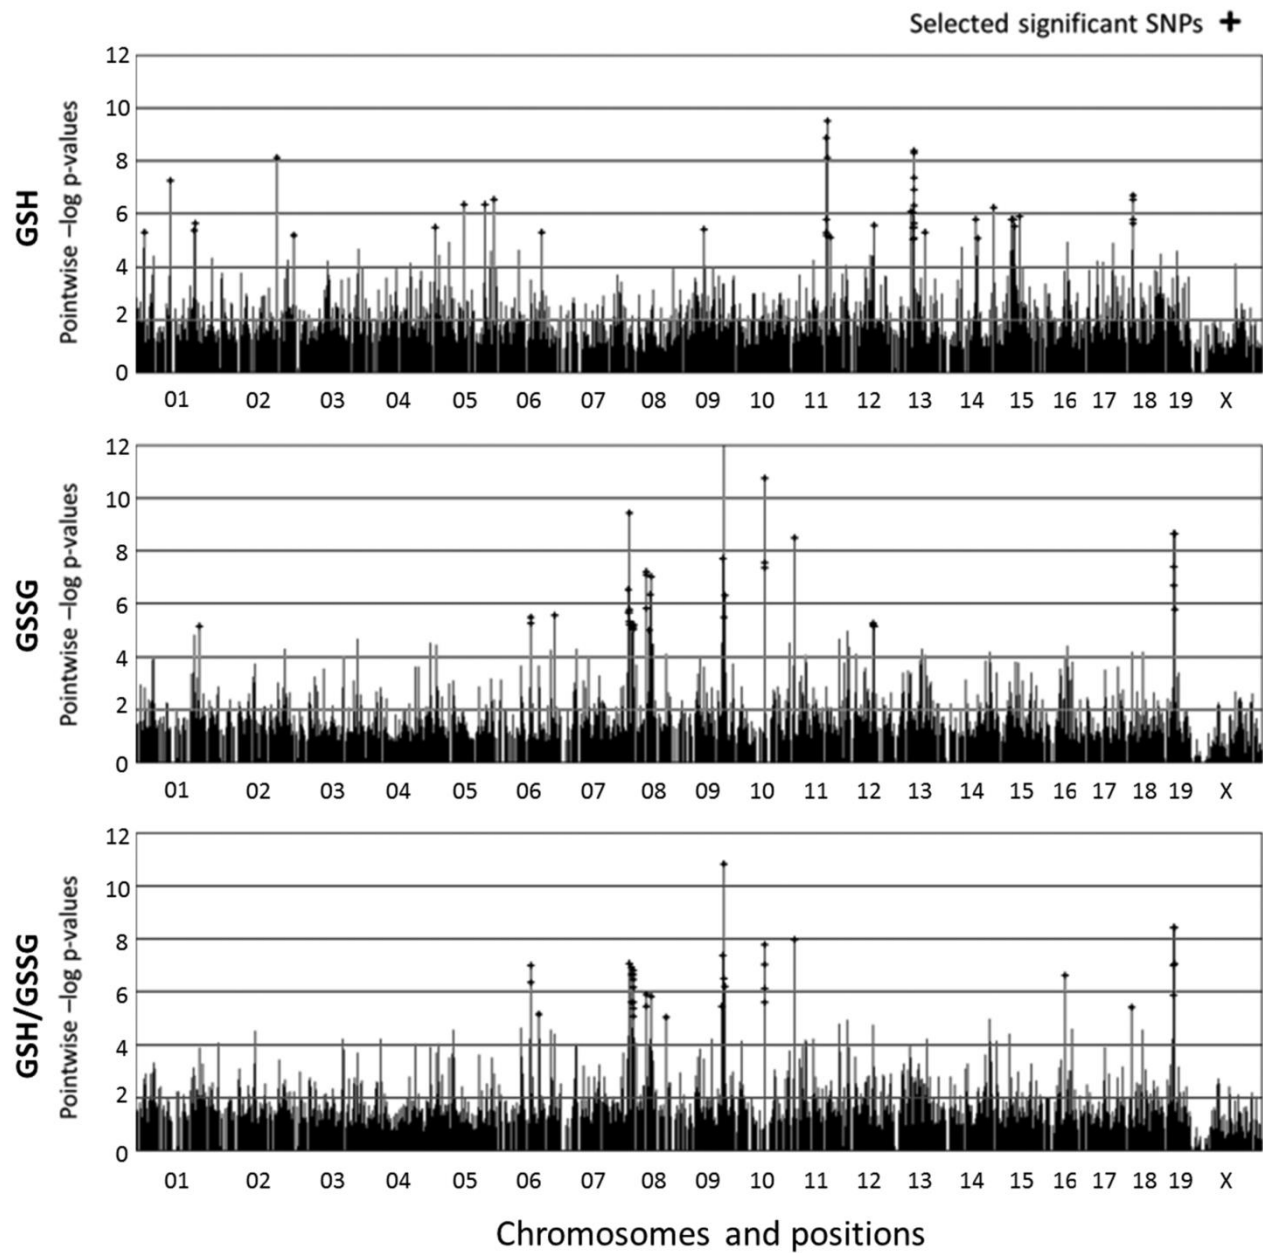 Selected significant SNPs +
GSH
Pointwise –log p-values
12
10
8
6
4
2
0
01 02 03 04 05 06 07 08 09 10 11 12 13 14 15 16 17 18 19 X
GSSG
Pointwise –log p-values
12
10
8
6
4
2
0
01 02 03 04 05 06 07 08 09 10 11 12 13 14 15 16 17 18 19 X
GSH/GSSG
Pointwise –log p-values
12
10
8
6
4
2
0
01 02 03 04 05 06 07 08 09 10 11 12 13 14 15 16 17 18 19 X
Chromosomes and positions